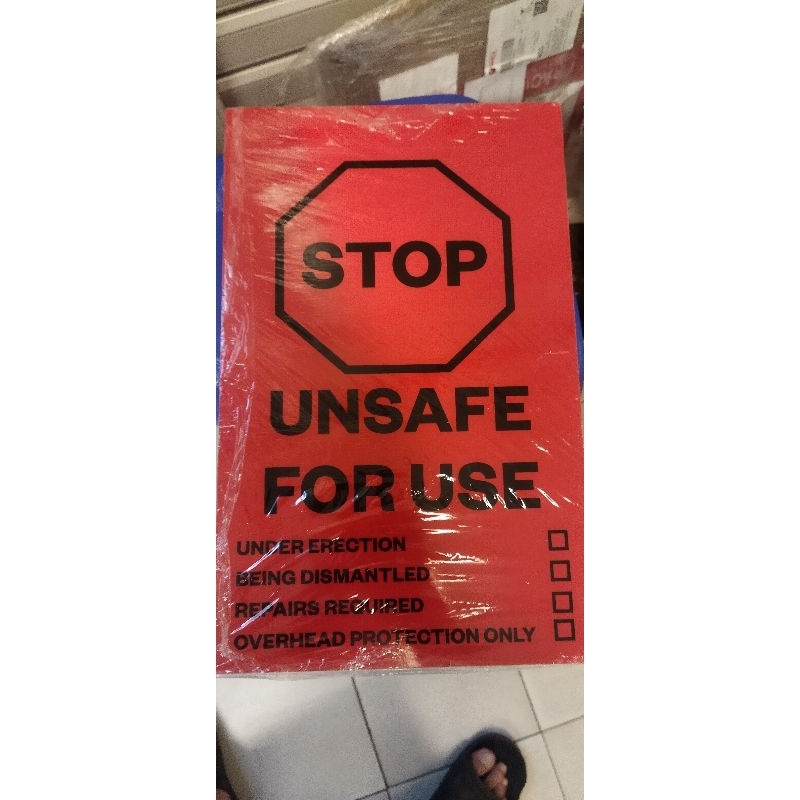 STOP
UNSAFE
FOR USE
UNDER ERECTION
BEING DISMANTLED
REPAIRS REQUIRED
OVERHEAD PROTECTION ONLY